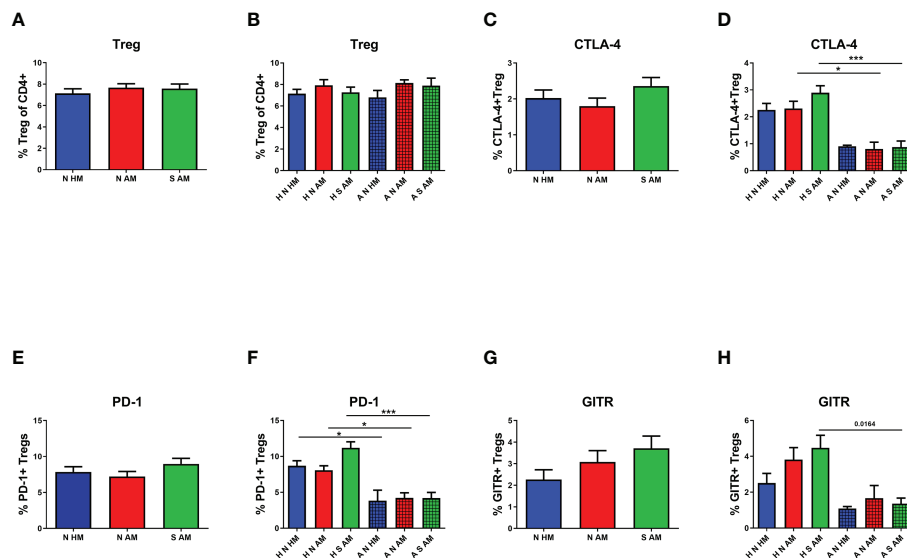 A
Treg
% Treg of CD4+
10
8
6
4
2
0
N HM
N AM
S AM
B
Treg
% Treg of CD4+
10
8
6
4
2
0
H N HM
H N AM
H S AM
A N HM
A N AM
A S AM
C
CTLA-4
% CTLA-4+Treg
3
2
1
0
N HM
N AM
S AM
D
CTLA-4
% CTLA-4+Treg
4
3
2
1
0
***
*
H N HM
H N AM
H S AM
A N HM
A N AM
A S AM
E
PD-1
% PD-1+ Tregs
15
10
5
0
N HM
N AM
S AM
F
PD-1
% PD-1+ Tregs
15
10
5
0
***
*
*
H N HM
H N AM
H S AM
A N HM
A N AM
A S AM
G
GITR
% GITR+ Tregs
6
4
2
0
N HM
N AM
S AM
H
GITR
% GITR+ Tregs
6
4
2
0
0.0164
H N HM
H N AM
H S AM
A N HM
A N AM
A S AM